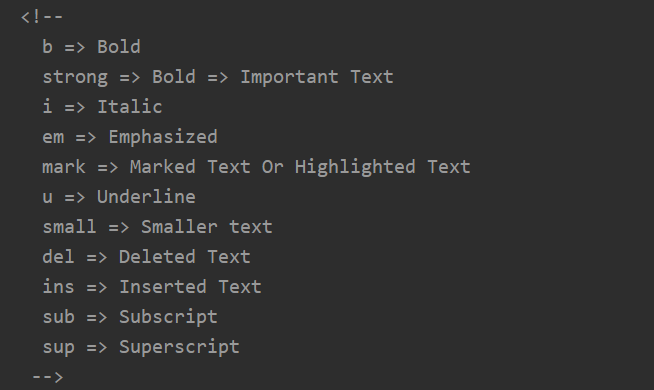 <!--
b => Bold
strong => Bold => Important Text
i => Italic
em => Emphasized
mark => Marked Text Or Highlighted Text
u => Underline
small => Smaller text
del => Deleted Text
ins => Inserted Text
sub => Subscript
sup => Superscript
-->